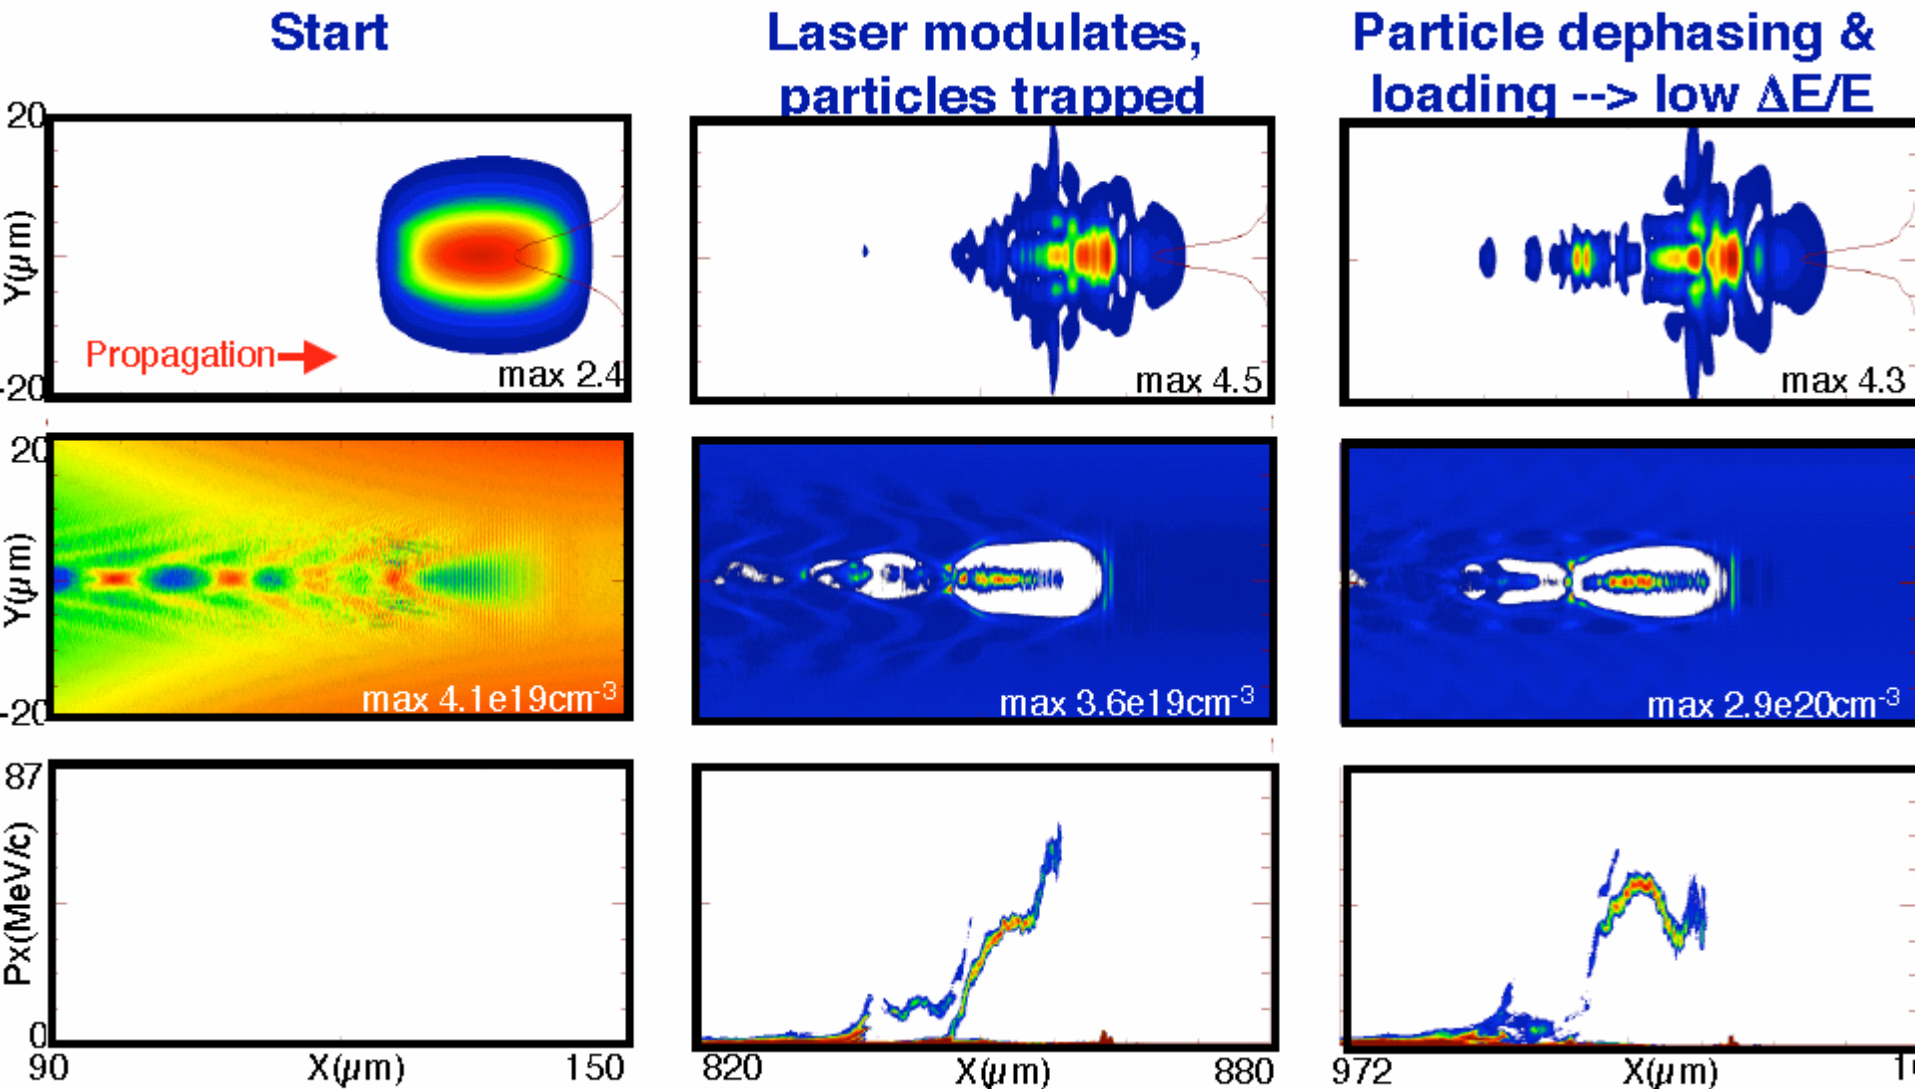 Start
Laser modulates,
particles trapped
Particle dephasing &
loading --> low ΔE/E
20
Y(µm)
-20
Propagation
max 2.4
max 4.5
max 4.3
20
Y(µm)
-20
max 4.1e19cm-3
max 3.6e19cm-3
max 2.9e20cm-3
87
Px(MeV/c)
0
90
X(µm)
150
820
X(µm)
880
972
X(µm)